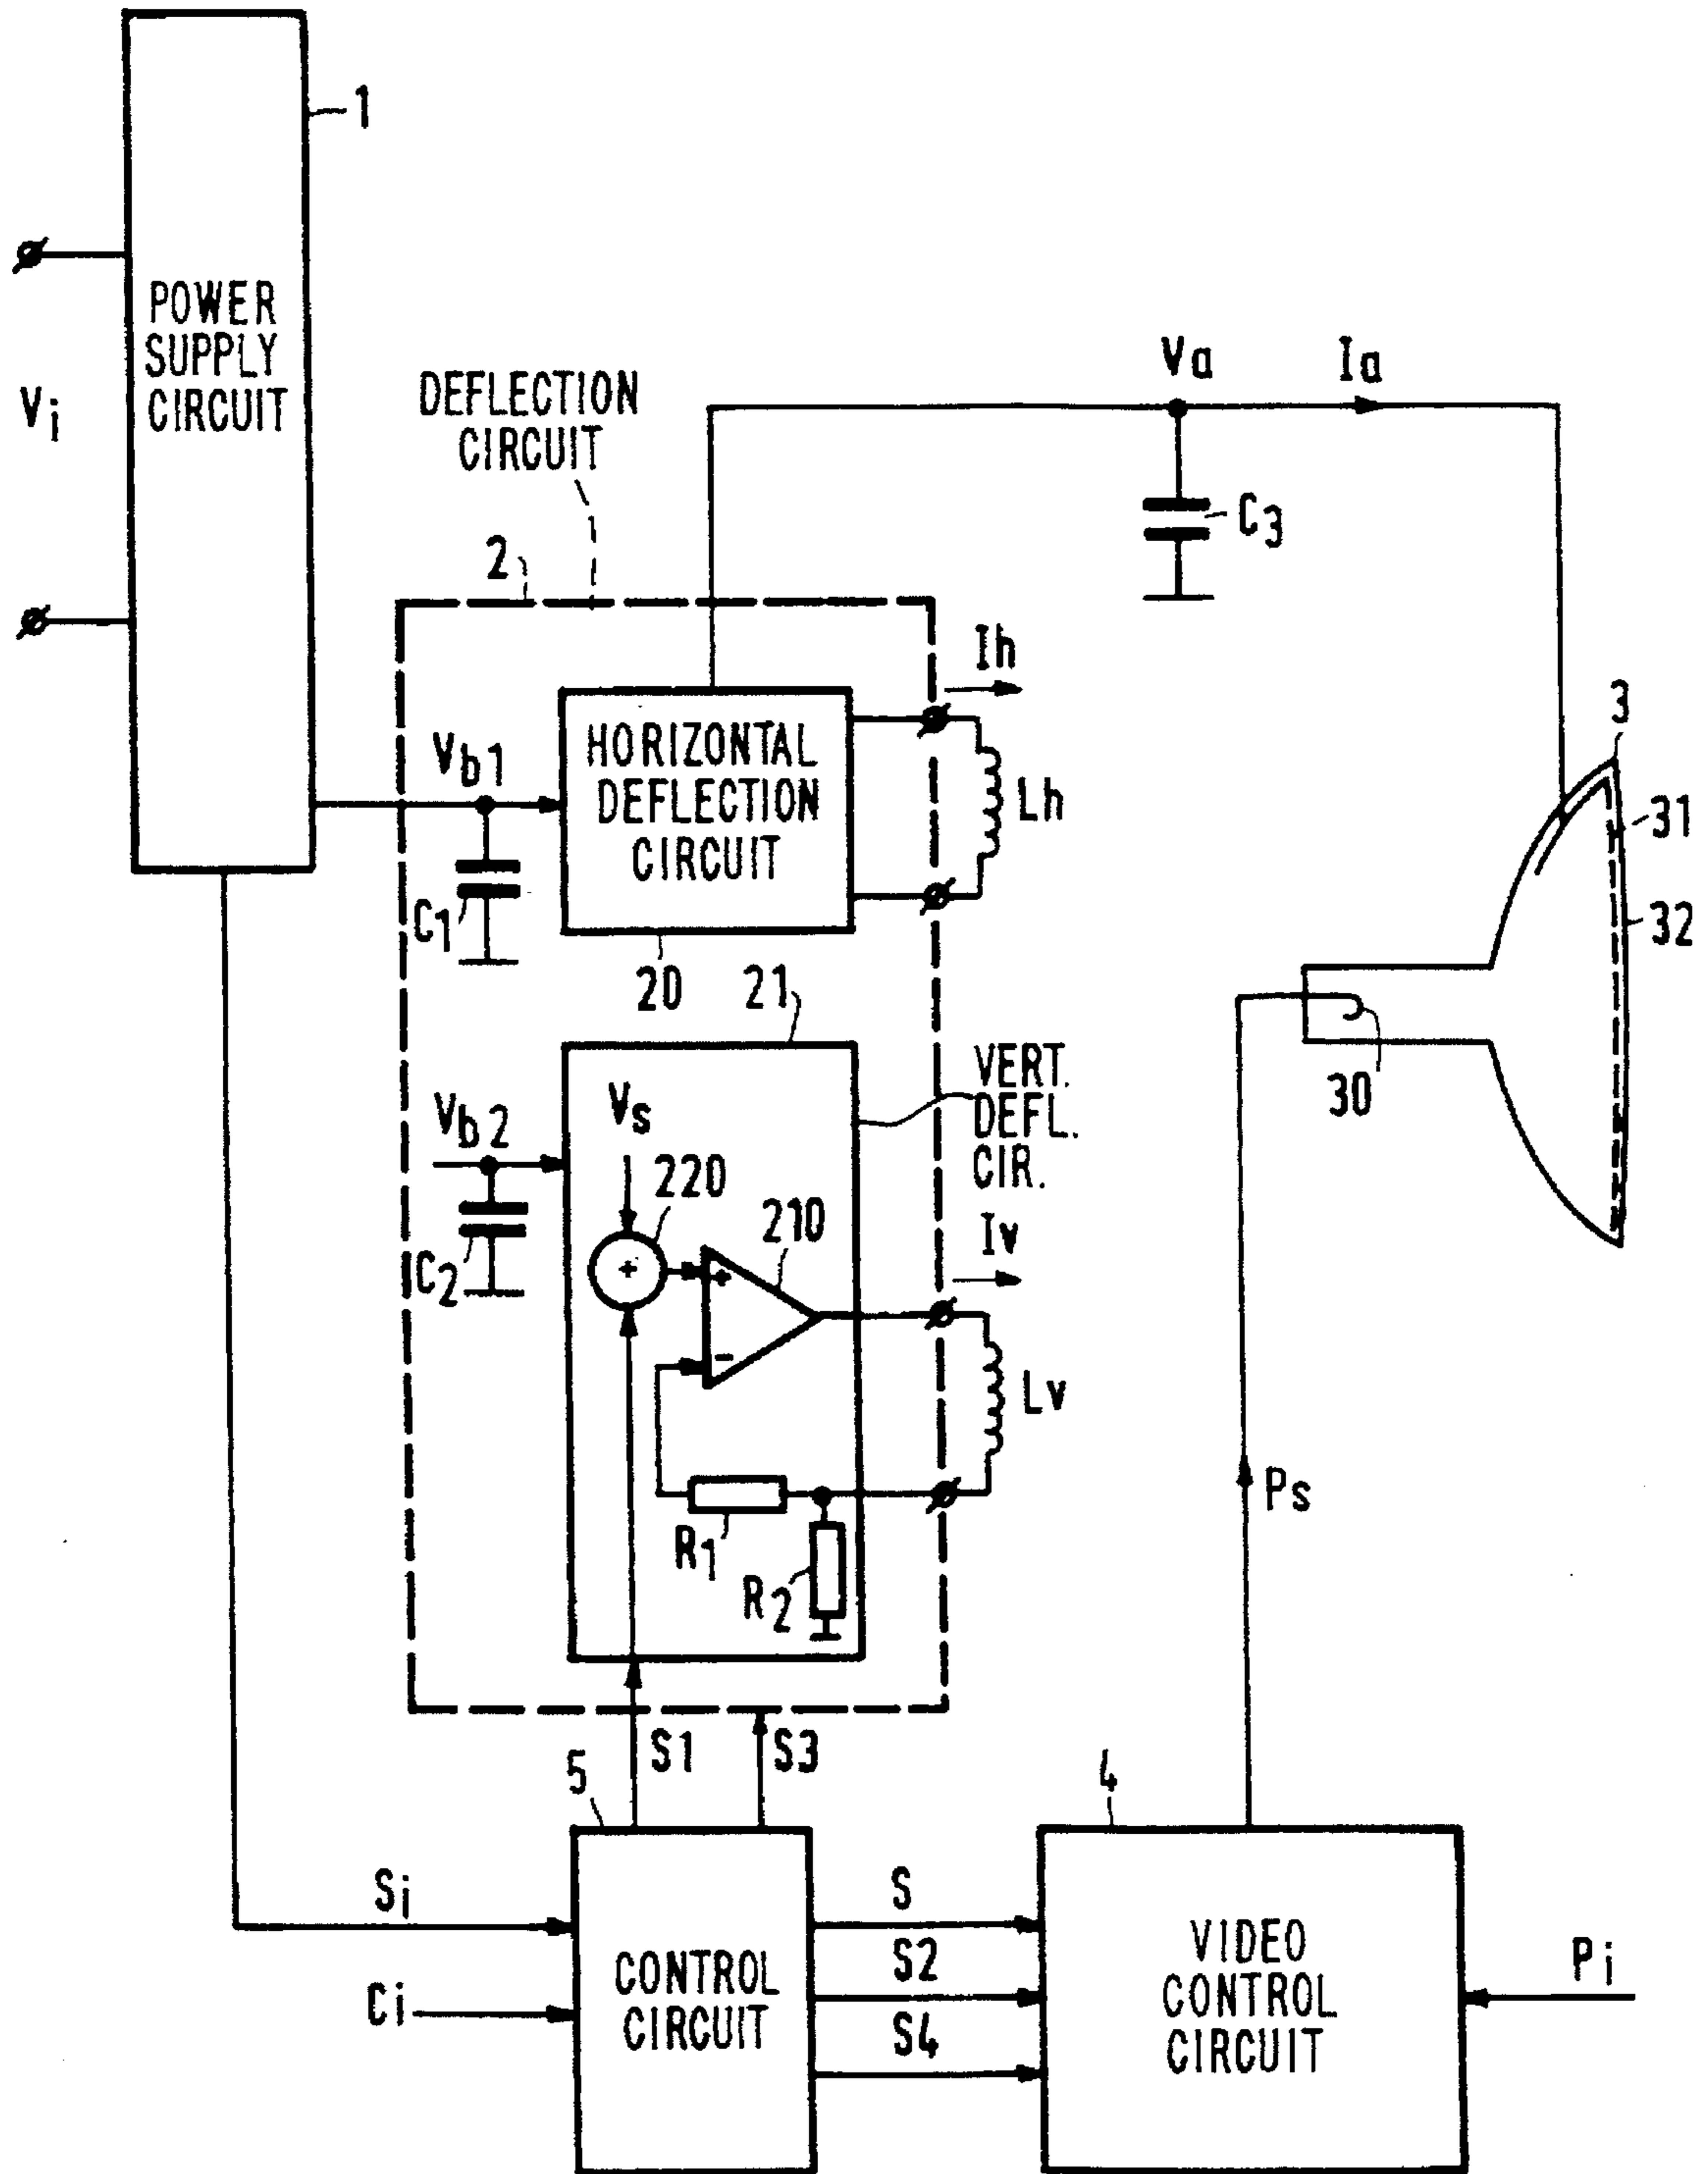 1
POWER
SUPPLY
CIRCUIT
Vi
DEFLECTION
CIRCUIT
Va
Ia
C3
2
Ih
Vb1
HORIZONTAL
DEFLECTION
CIRCUIT
Lh
C1
20
21
3
31
32
30
VERT.
DEFL.
CIR.
Vb2
Vs
220
210
C2
Iv
Lv
R1
R2
Ps
S1
S3
5
4
Si
S
S2
S4
Ci
CONTROL
CIRCUIT
VIDEO
CONTROL
CIRCUIT
Pi